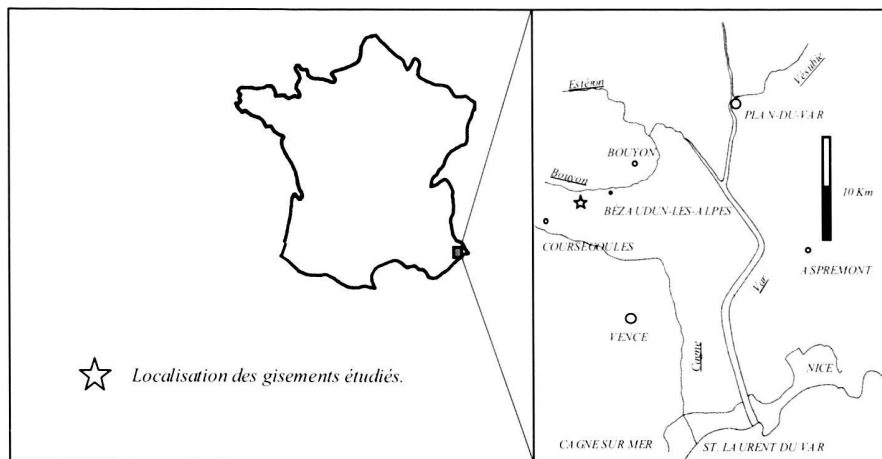 Localisation des gisements étudiés.
Estéron
Vésubie
PLAN-DU-VAR
BOUYON
Bouyon
BÉZAUDUN-LES-ALPES
10 Km
COURSEGOULES
ASPREMONT
Var
VENCE
Cagne
NICE
CAGNE SUR MER
ST. LAURENT DU VAR